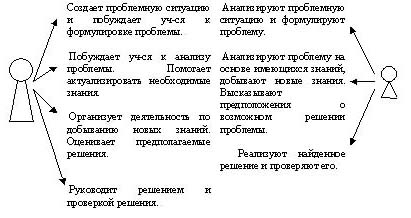 Создает проблемную ситуацию
и побуждает уч-ся к
формулировке проблемы.
Побуждает уч-ся к анализу
проблемы. Помогает
актуализировать необходимые
знания.
Организует деятельность по
добыванию новых знаний.
Оценивает предполагаемые
решения.
Руководит решением и
проверкой решения.
Анализируют проблемную
ситуацию и формулируют
проблему.
Анализируют проблему на
основе имеющихся знаний,
добывают новые знания.
Высказывают
предположения о
возможном решении
проблемы.
Реализуют найденное
решение и проверяют его.